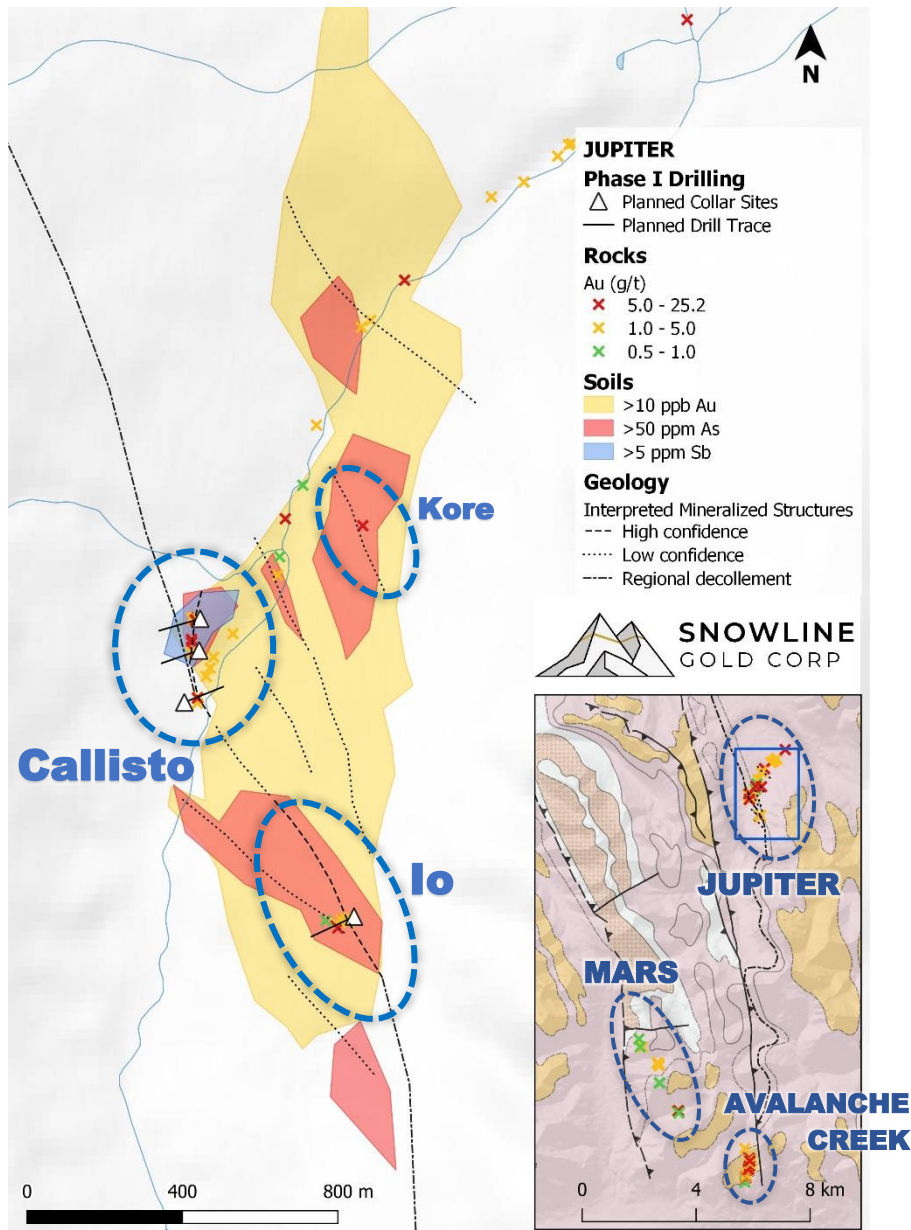 N
JUPITER
Phase I Drilling
Planned Collar Sites
Planned Drill Trace
Rocks
Au (g/t)
5.0 - 25.2
1.0 - 5.0
0.5 - 1.0
Soils
>10 ppb Au
>50 ppm As
>5 ppm Sb
Geology
Interpreted Mineralized Structures
High confidence
Low confidence
Regional decollement
Kore
Callisto
Io
SNOWLINE
GOLD CORP
JUPITER
MARS
AVALANCHE
CREEK
0 400 800 m
0 4 8 km